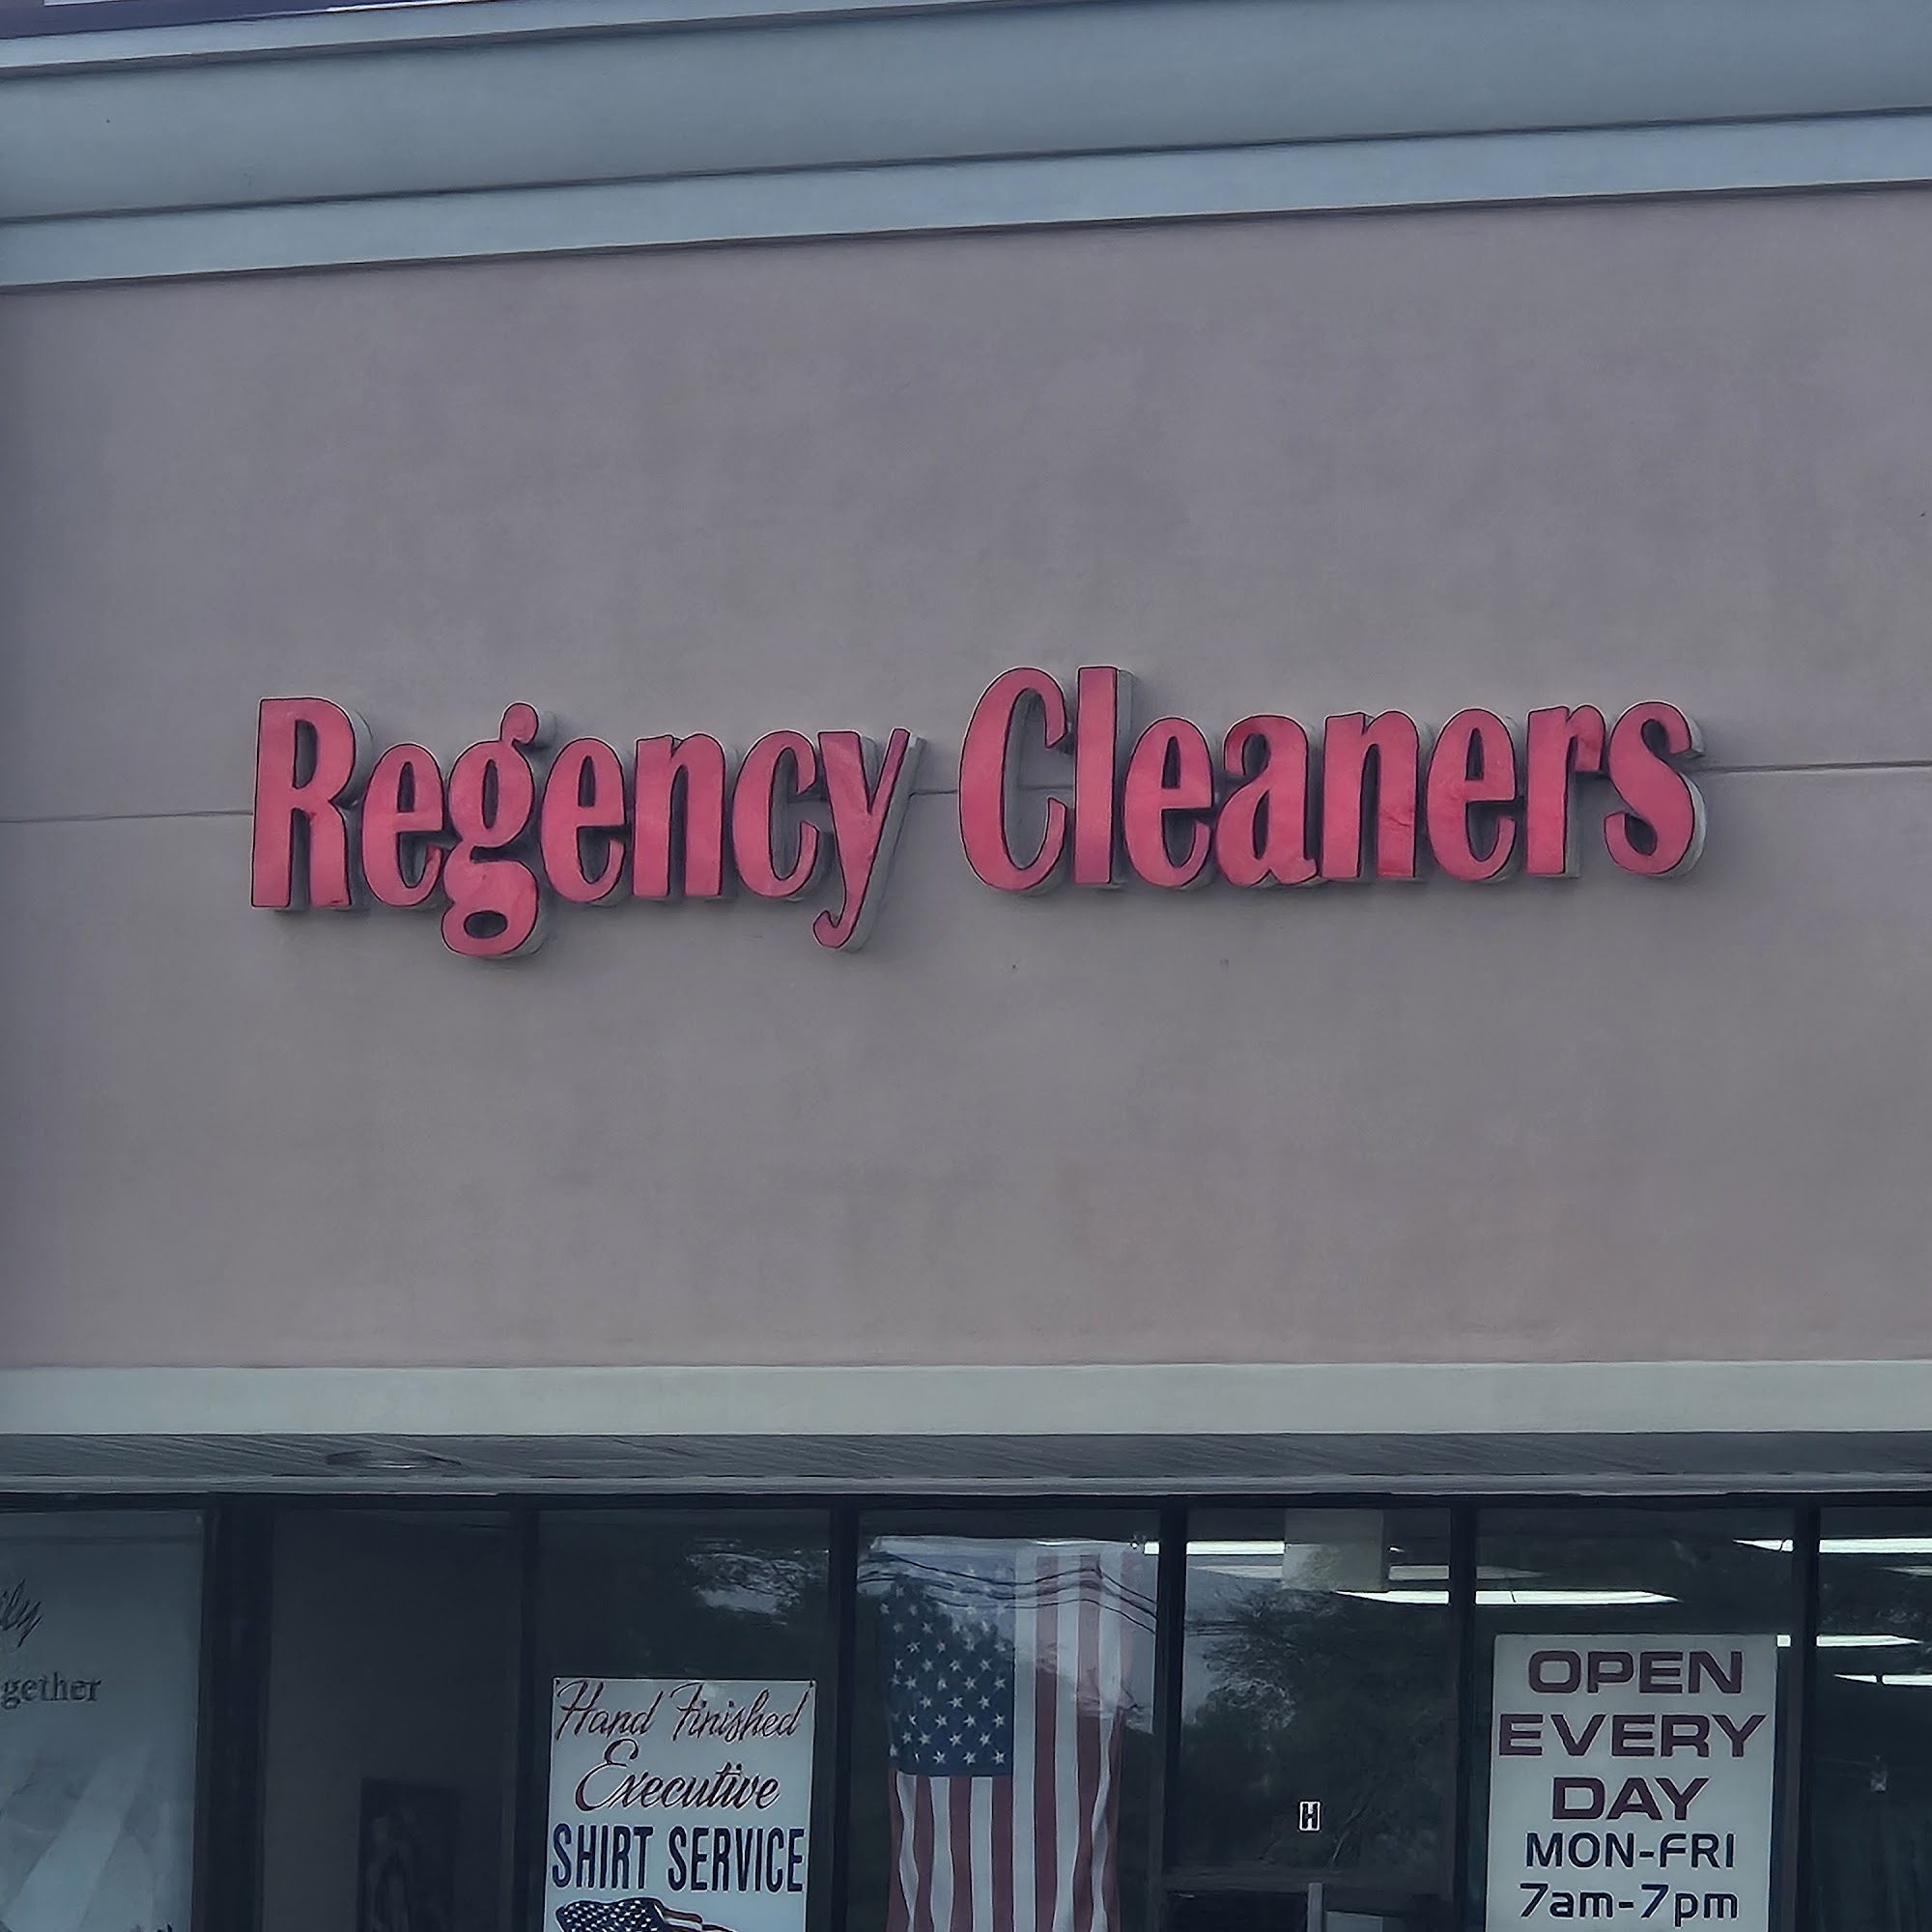 Regency Cleaners
gether
Hand Finished
Executive
SHIRT SERVICE
H
OPEN
EVERY
DAY
MON-FRI
7am-7pm